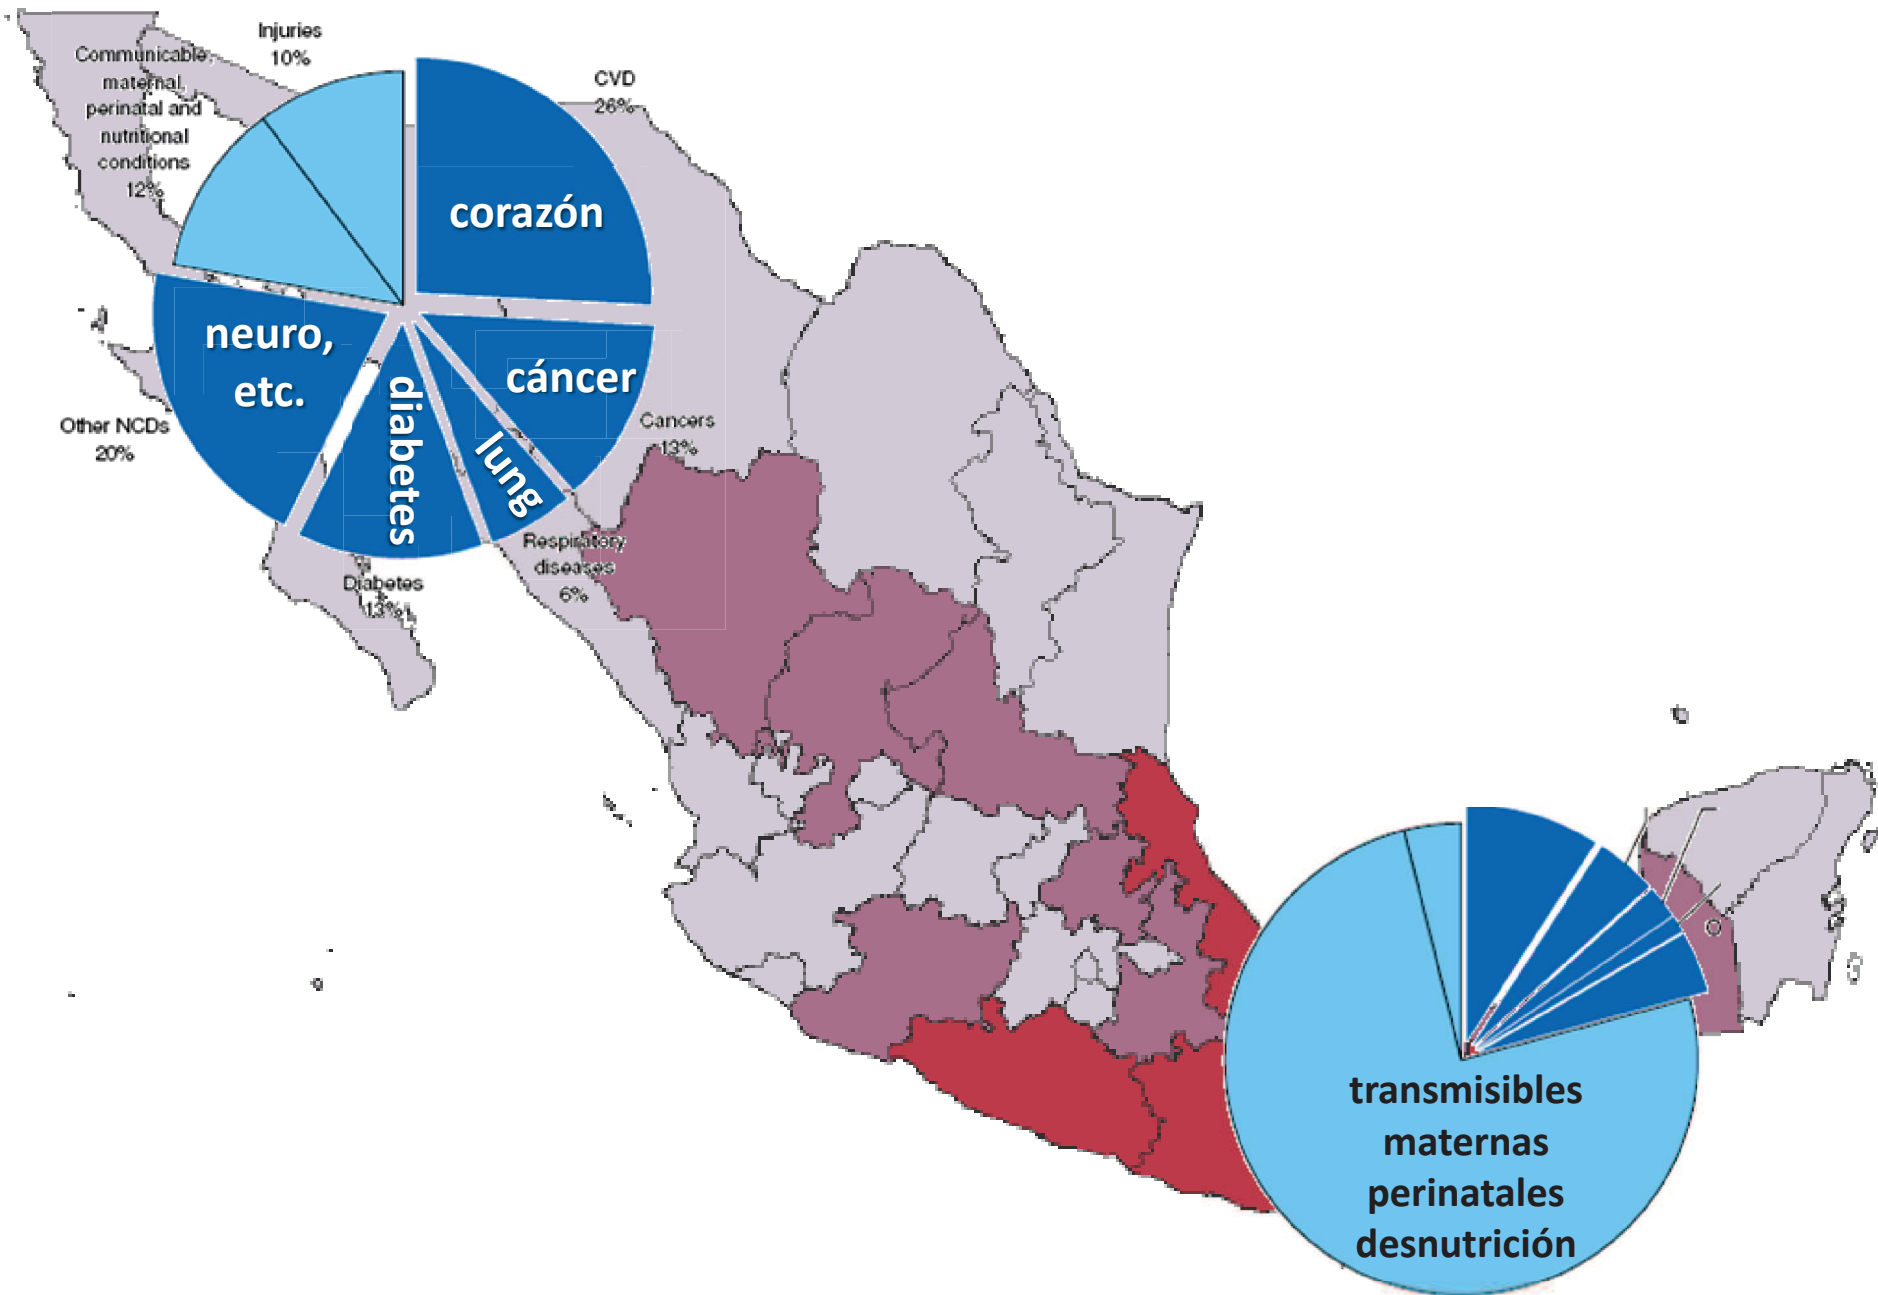 Injuries
10%
Communicable,
maternal,
perinatal and
nutritional
conditions
12%
CVD
26%
corazón
neuro,
etc.
cáncer
diabetes
lung
Other NCDs
20%
Cancers
13%
Respiratory
diseases
6%
Diabetes
13%
transmisibles
maternas
perinatales
desnutrición